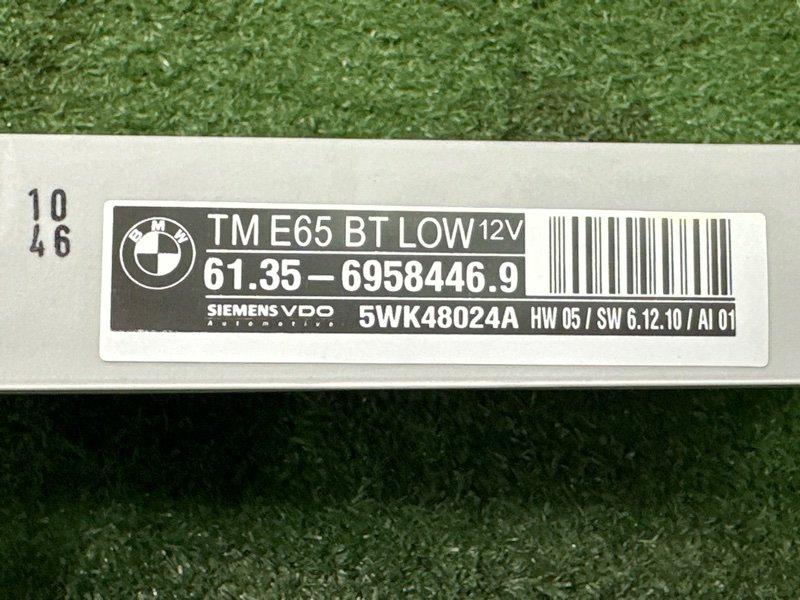 10
46
BMW
TM E65 BT LOW 12V
61.35 – 6958446.9
SIEMENS VDO
Automotive
5WK48024A HW 05 / SW 6.12.10 / AI 01